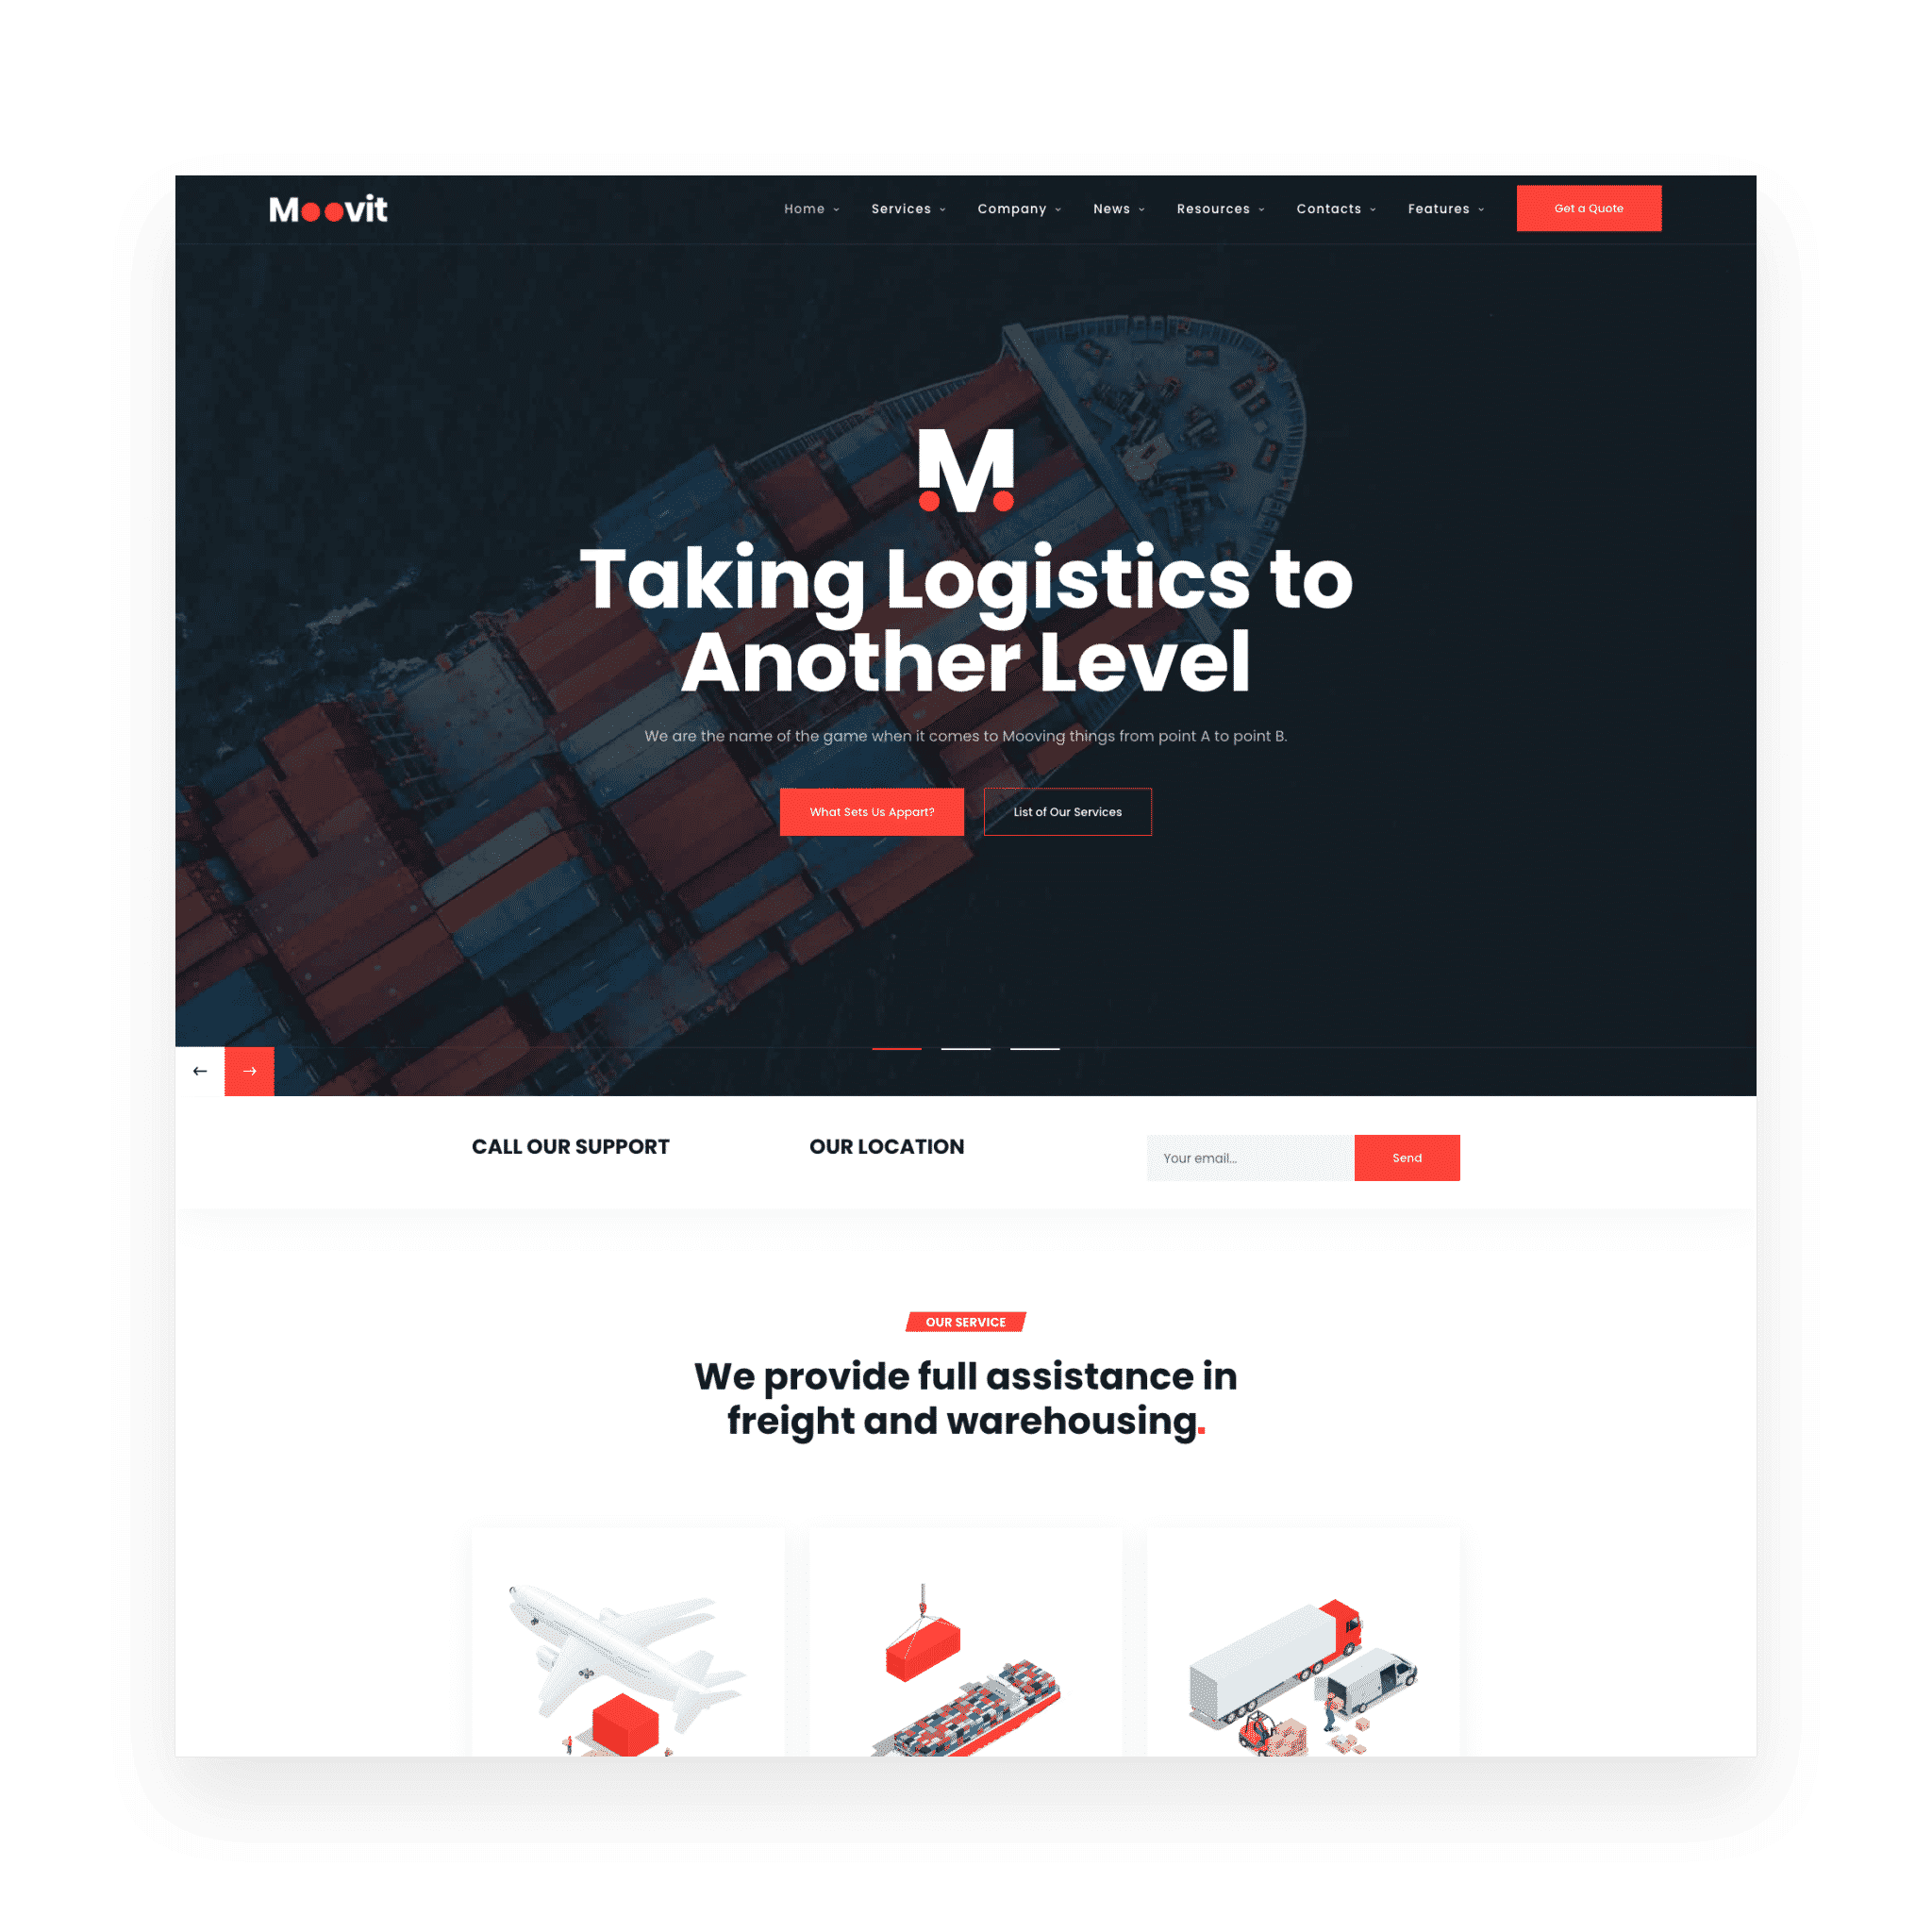 Moovit
Home Services Company News Resources Contacts Features Get a Quote
M
Taking Logistics to
Another Level
We are the name of the game when it comes to Mooving things from point A to point B.
What Sets Us Appart? List of Our Services
CALL OUR SUPPORT OUR LOCATION Your email... Send
OUR SERVICE
We provide full assistance in
freight and warehousing.